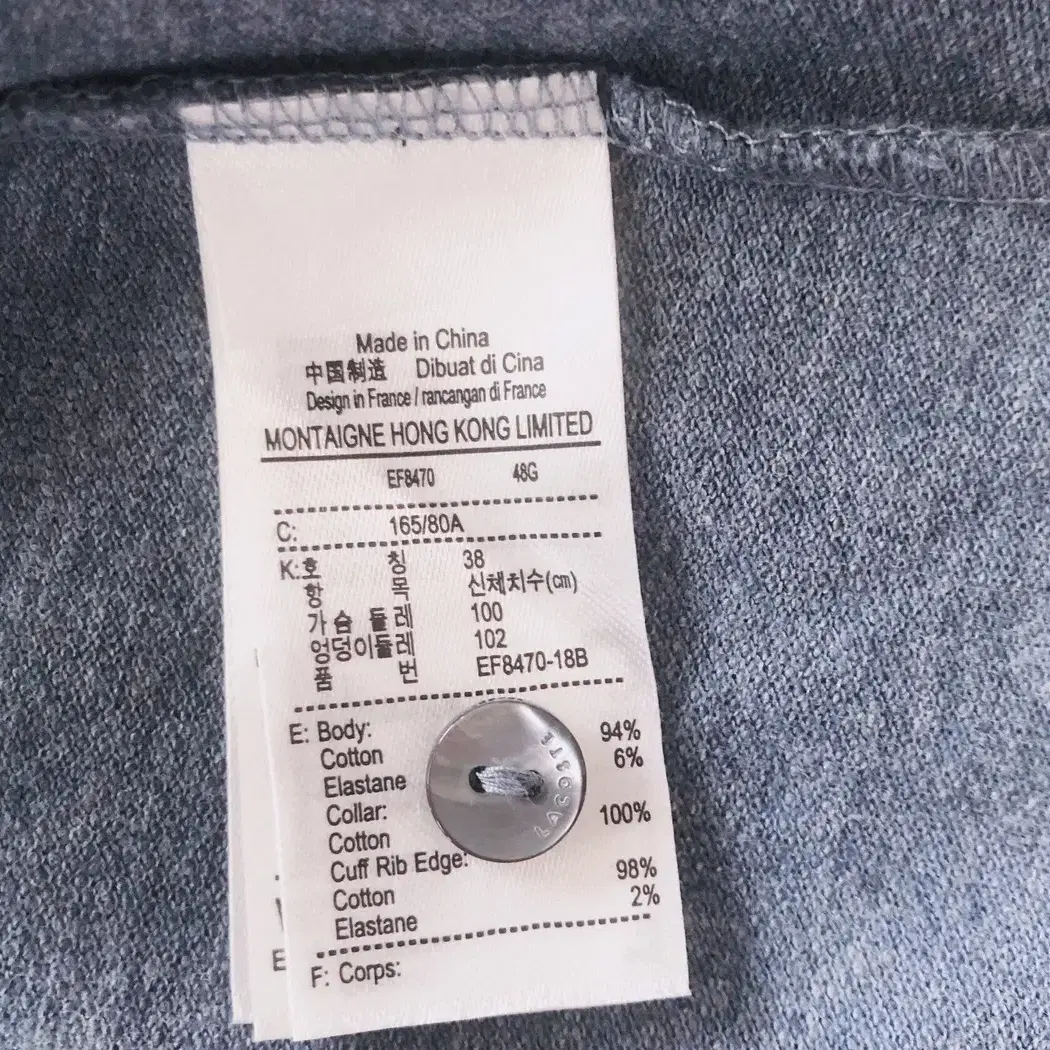 Made in China
中国制造 Dibuat di Cina
Design in France / rancangan di France
MONTAIGNE HONG KONG LIMITED
EF8470 48G
C: 165/80A
K:호 칭 38
항 목 신체치수(㎝)
가 슴 둘 레 100
엉덩이둘레 102
품 번 EF8470-18B
E: Body:
Cotton 94%
Elastane 6%
Collar:
Cotton 100%
Cuff Rib Edge:
Cotton 98%
Elastane 2%
F: Corps:
LACOSTE
E